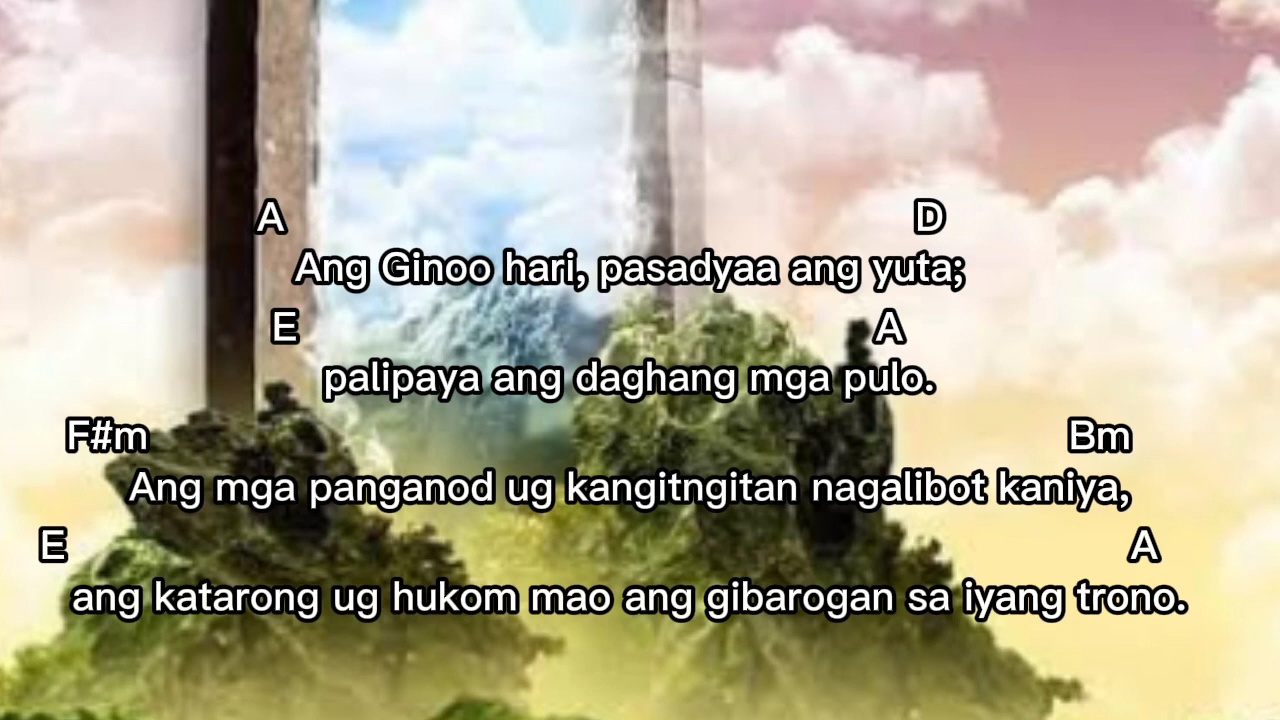 A D
Ang Ginoo hari, pasadyaa ang yuta;
E A
palipaya ang daghang mga pulo.
F#m Bm
Ang mga panganod ug kangitngitan nagalibot kaniya,
E A
ang katarong ug hukom mao ang gibarogan sa iyang trono.